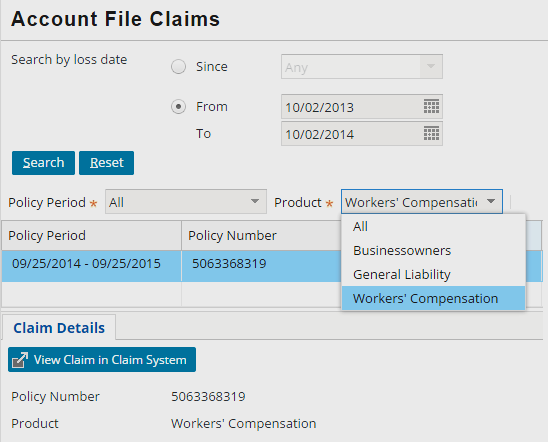 Account File Claims
Search by loss date
Since
Any
From
10/02/2013
To
10/02/2014
Search Reset
Policy Period * All Product * Workers' Compensatio
All
Businessowners
General Liability
Workers' Compensation
Policy Period Policy Number
09/25/2014 - 09/25/2015 5063368319
Claim Details
View Claim in Claim System
Policy Number 5063368319
Product Workers' Compensation